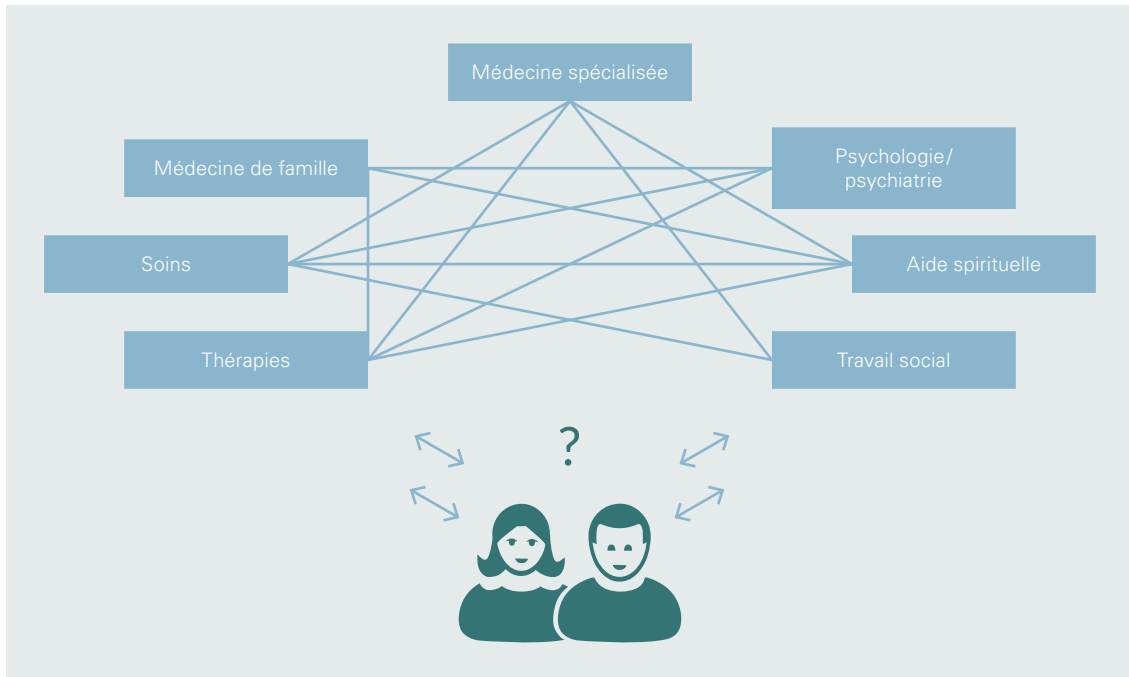 Médecine spécialisée
Médecine de famille
Psychologie/
psychiatrie
Soins
Aide spirituelle
Thérapies
Travail social
?